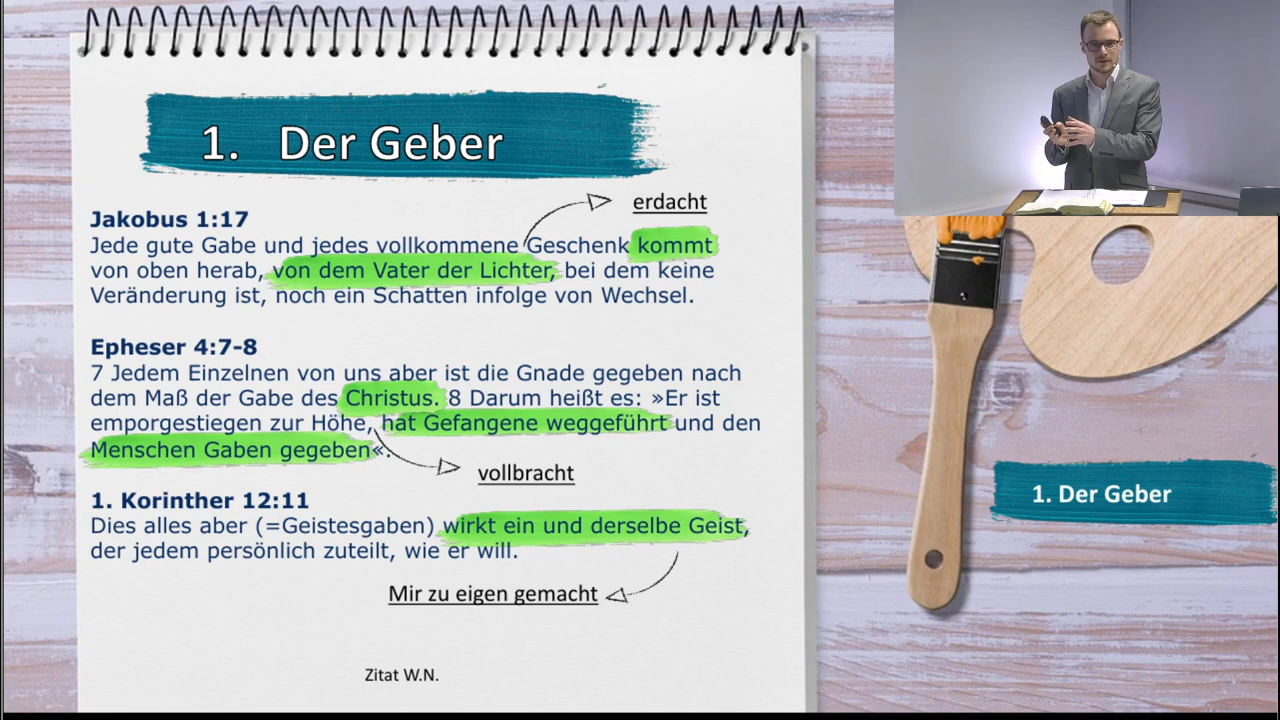 1. Der Geber
erdacht
Jakobus 1:17
Jede gute Gabe und jedes vollkommene Geschenk kommt
von oben herab, von dem Vater der Lichter, bei dem keine
Veränderung ist, noch ein Schatten infolge von Wechsel.
Epheser 4:7-8
7 Jedem Einzelnen von uns aber ist die Gnade gegeben nach
dem Maß der Gabe des Christus. 8 Darum heißt es: »Er ist
emporgestiegen zur Höhe, hat Gefangene weggeführt und den
Menschen Gaben gegeben«.
vollbracht
1. Korinther 12:11
Dies alles aber (=Geistesgaben) wirkt ein und derselbe Geist,
der jedem persönlich zuteilt, wie er will.
Mir zu eigen gemacht
Zitat W.N.
1. Der Geber